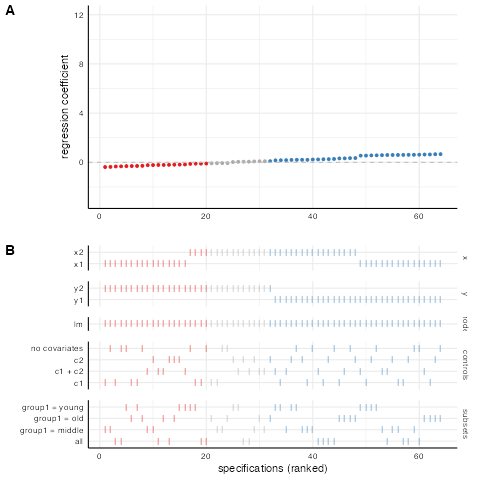 A
12
8
4
0
regression coefficient
0
20
40
60
B
x2
x1
x
y2
y1
y
lm
no covariates
c2
c1 + c2
c1
controls
group1 = young
group1 = old
group1 = middle
all
subsets
0
20
40
60
specifications (ranked)